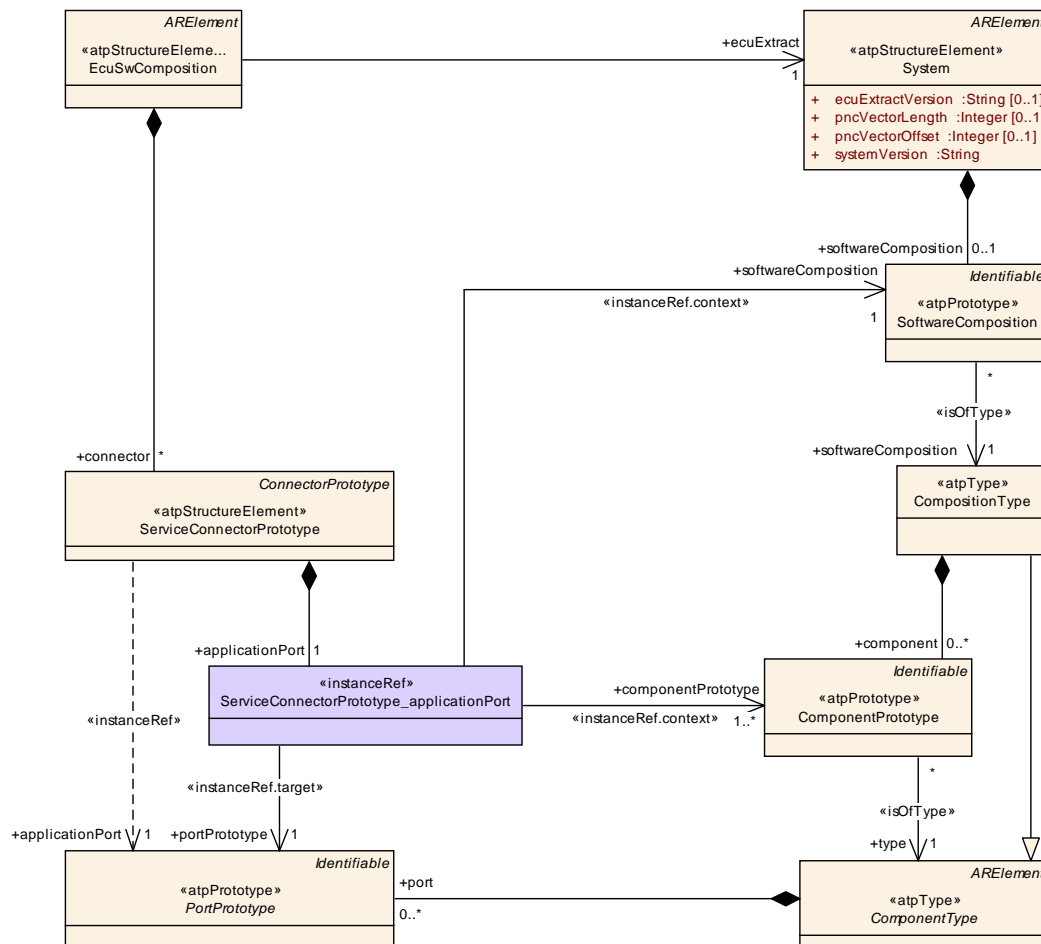 ARElement
«atpStructureEleme...
EcuSwComposition
+ecuExtract
1
ARElement
«atpStructureElement»
System
+ ecuExtractVersion :String [0..1]
+ pncVectorLength :Integer [0..1
+ pncVectorOffset :Integer [0..1]
+ systemVersion :String
+softwareComposition 0..1
+softwareComposition
«instanceRef.context»
1
Identifiable
«atpPrototype»
SoftwareComposition
*
«isOfType»
+softwareComposition 1
+connector *
ConnectorPrototype
«atpStructureElement»
ServiceConnectorPrototype
«atpType»
CompositionType
+applicationPort 1
+component 0..*
«instanceRef»
ServiceConnectorPrototype_applicationPort
+componentPrototype
«instanceRef.context» 1..*
Identifiable
«atpPrototype»
ComponentPrototype
«instanceRef»
«instanceRef.target»
*
«isOfType»
+applicationPort 1
+portPrototype 1
+type 1
Identifiable
«atpPrototype»
PortPrototype
+port
0..*
ARElement
«atpType»
ComponentType